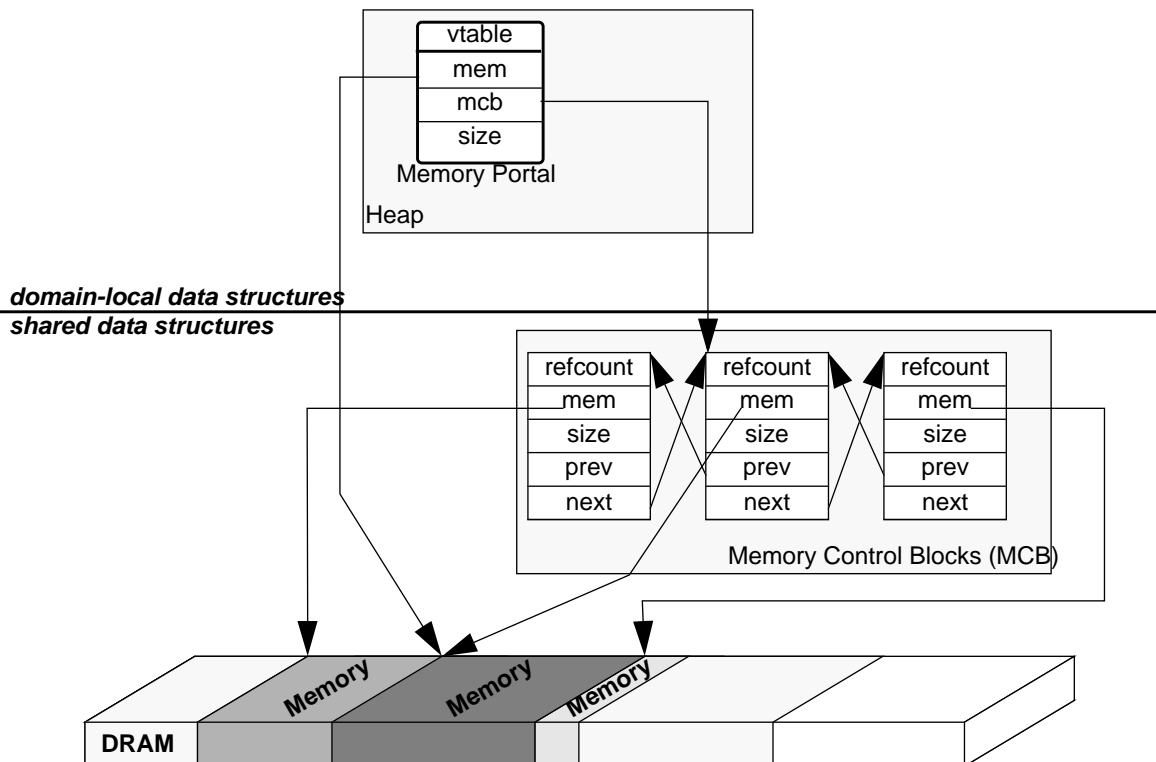 vtable
mem
mcb
size
Memory Portal
Heap
domain-local data structures
shared data structures
refcount
mem
size
prev
next
refcount
mem
size
prev
next
refcount
mem
size
prev
next
Memory Control Blocks (MCB)
Memory
Memory
Memory
DRAM